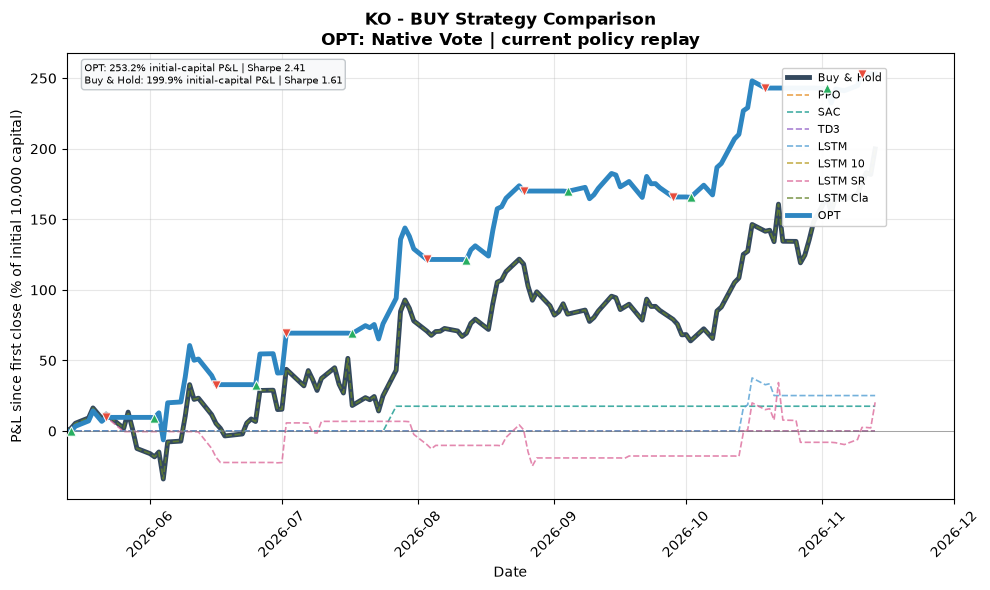 KO - BUY Strategy Comparison
OPT: Native Vote | current policy replay
OPT: 253.2% initial-capital P&L | Sharpe 2.41
Buy & Hold: 199.9% initial-capital P&L | Sharpe 1.61
Buy & Hold
PPO
SAC
TD3
LSTM
LSTM 10
LSTM SR
LSTM Cla
OPT
P&L since first close (% of initial 10,000 capital)
250
200
150
100
50
0
2026-06
2026-07
2026-08
2026-09
2026-10
2026-11
2026-12
Date